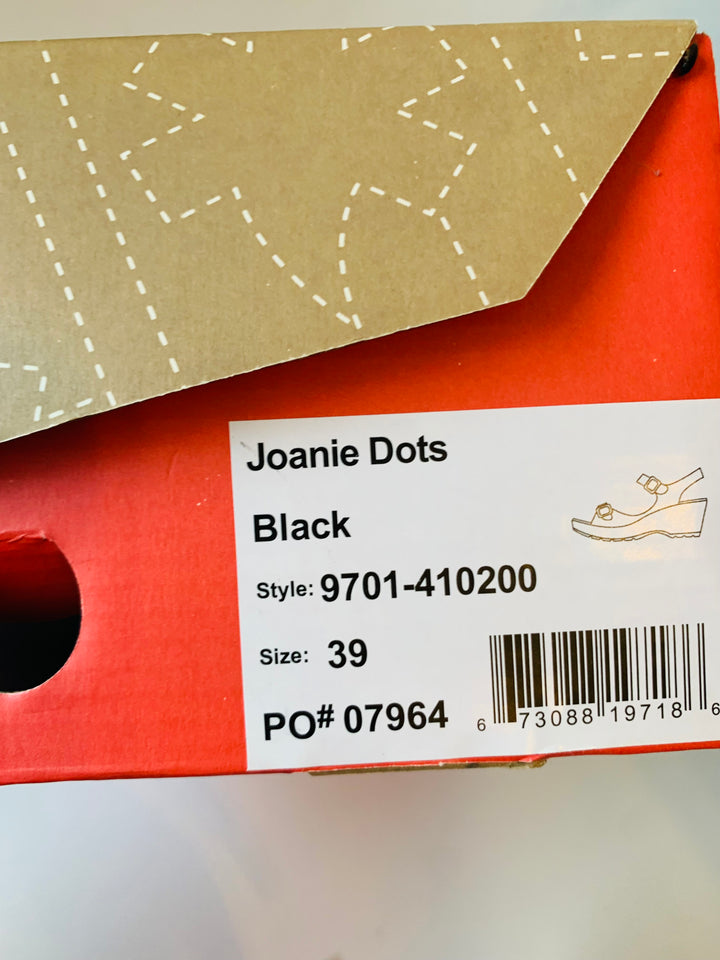 Joanie Dots
Black
Style: 9701-410200
Size: 39
PO# 07964
6 73088 19718 6